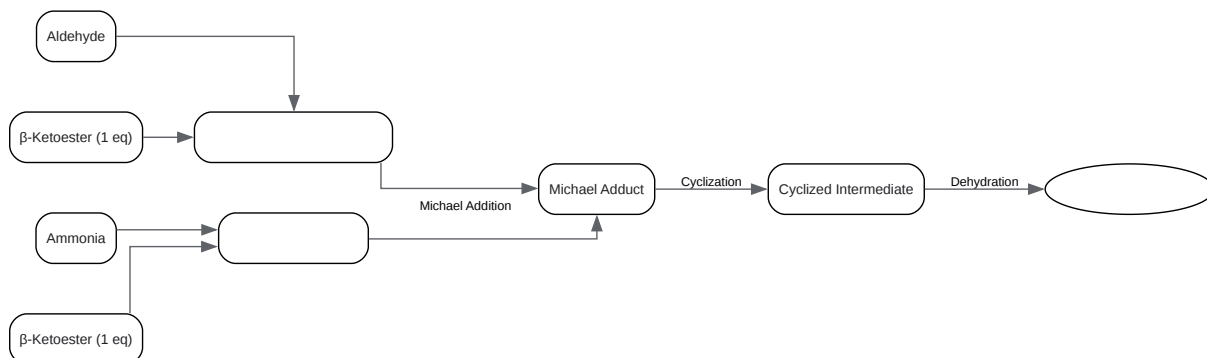 Aldehyde
β-Ketoester (1 eq)
Michael Adduct
Cyclization
Cyclized Intermediate
Dehydration
Michael Addition
Ammonia
β-Ketoester (1 eq)